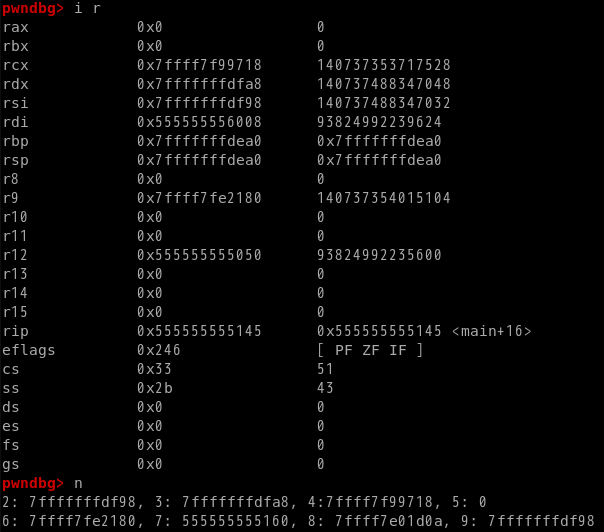 pwndbg> i r
rax 0x0 0
rbx 0x0 0
rcx 0x7ffff7f99718 140737353717528
rdx 0x7fffffffdfa8 140737488347048
rsi 0x7fffffffdf98 140737488347032
rdi 0x555555556008 93824992239624
rbp 0x7fffffffdea0 0x7fffffffdea0
rsp 0x7fffffffdea0 0x7fffffffdea0
r8 0x0 0
r9 0x7ffff7fe2180 140737354015104
r10 0x0 0
r11 0x0 0
r12 0x555555555050 93824992235600
r13 0x0 0
r14 0x0 0
r15 0x0 0
rip 0x555555555145 0x555555555145 <main+16>
eflags 0x246 [ PF ZF IF ]
cs 0x33 51
ss 0x2b 43
ds 0x0 0
es 0x0 0
fs 0x0 0
gs 0x0 0
pwndbg> n
2: 7fffffffdf98, 3: 7fffffffdfa8, 4:7ffff7f99718, 5: 0
6: 7ffff7fe2180, 7: 555555555160, 8: 7ffff7e01d0a, 9: 7fffffffdf98